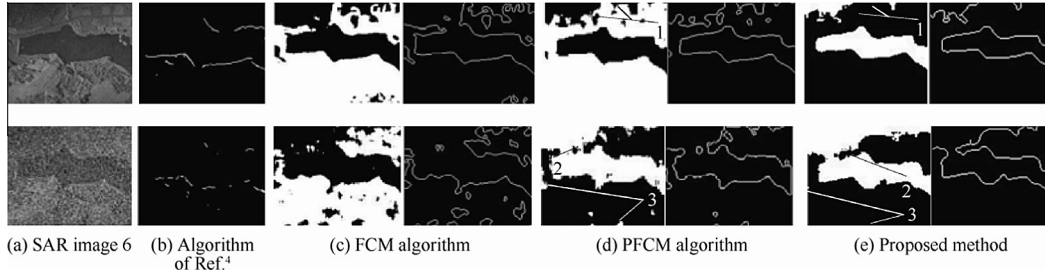 1
1
2
3
2
3
(a) SAR image 6
(b) Algorithm
of Ref.4
(c) FCM algorithm
(d) PFCM algorithm
(e) Proposed method